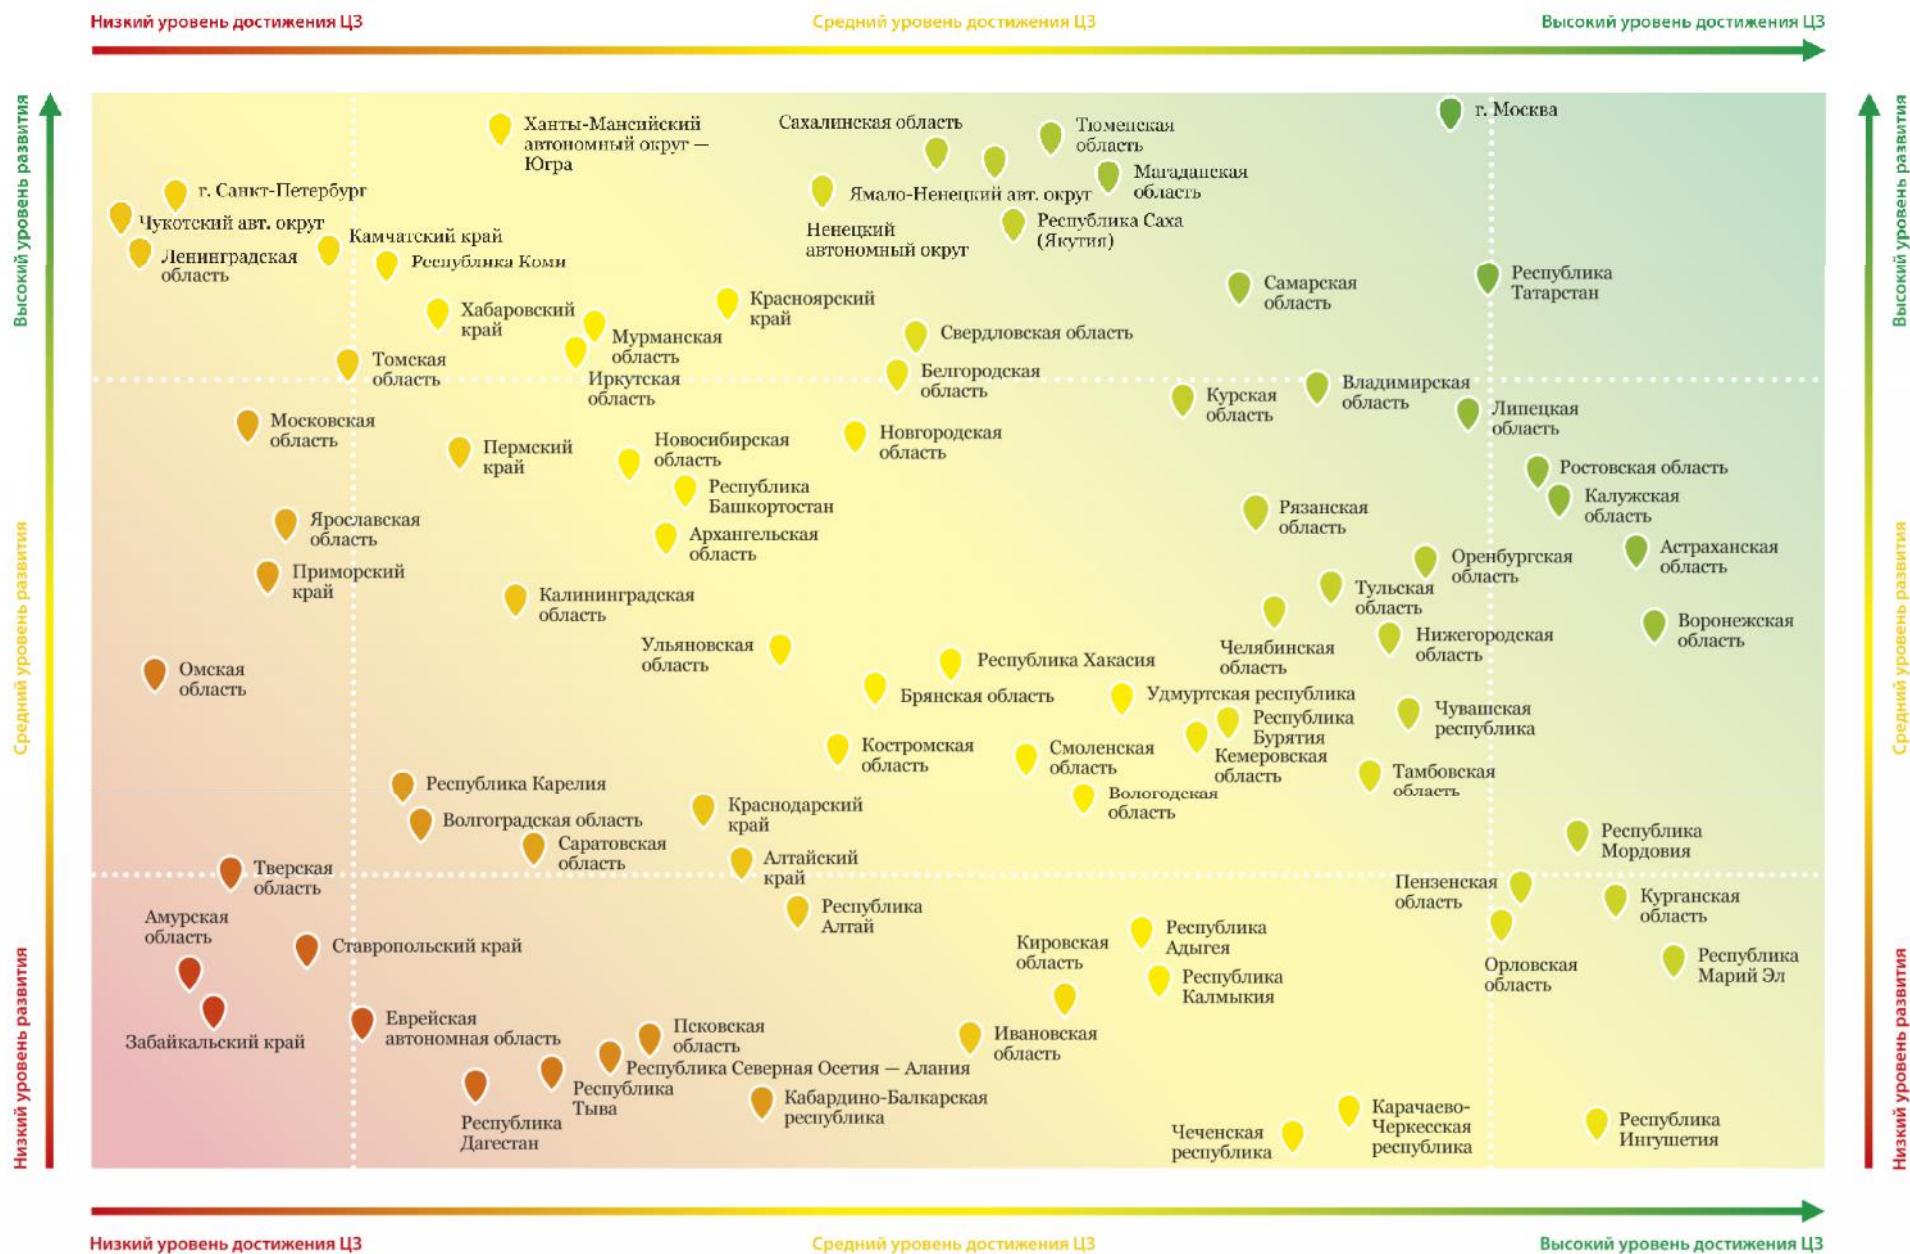 Низкий уровень достижения ЦЗ
Средний уровень достижения ЦЗ
Высокий уровень достижения ЦЗ
Высокий уровень развития
Средний уровень развития
Низкий уровень развития
Высокий уровень развития
Средний уровень развития
Низкий уровень развития
Ханты-Мансийский
автономный округ —
Югра
Сахалинская область
Тюменская
область
г. Москва
г. Санкт-Петербург
Ямало-Ненецкий авт. округ
Магаданская
область
Чукотский авт. округ
Камчатский край
Ненецкий
автономный округ
Республика Саха
(Якутия)
Ленинградская
область
Республика Коми
Самарская
область
Республика
Татарстан
Хабаровский
край
Красноярский
край
Мурманская
область
Свердловская область
Томская
область
Иркутская
область
Белгородская
область
Курская
область
Владимирская
область
Липецкая
область
Московская
область
Пермский
край
Новосибирская
область
Новгородская
область
Ростовская область
Республика
Башкортостан
Калужская
область
Ярославская
область
Архангельская
область
Рязанская
область
Астраханская
область
Оренбургская
область
Приморский
край
Калининградская
область
Тульская
область
Воронежская
область
Ульяновская
область
Челябинская
область
Нижегородская
область
Омская
область
Республика Хакасия
Брянская область
Удмуртская республика
Республика
Бурятия
Чувашская
республика
Костромская
область
Смоленская
область
Кемеровская
область
Тамбовская
область
Республика Карелия
Краснодарский
край
Вологодская
область
Волгоградская область
Саратовская
область
Республика
Мордовия
Тверская
область
Алтайский
край
Пензенская
область
Курганская
область
Амурская
область
Республика
Алтай
Ставропольский край
Кировская
область
Республика
Адыгея
Орловская
область
Республика
Марий Эл
Республика
Калмыкия
Забайкальский край
Еврейская
автономная область
Псковская
область
Ивановская
область
Республика Северная Осетия — Алания
Республика
Тыва
Республика
Дагестан
Кабардино-Балкарская
республика
Чеченская
республика
Карачаево-
Черкесская
республика
Республика
Ингушетия
Низкий уровень достижения ЦЗ
Средний уровень достижения ЦЗ
Высокий уровень достижения ЦЗ